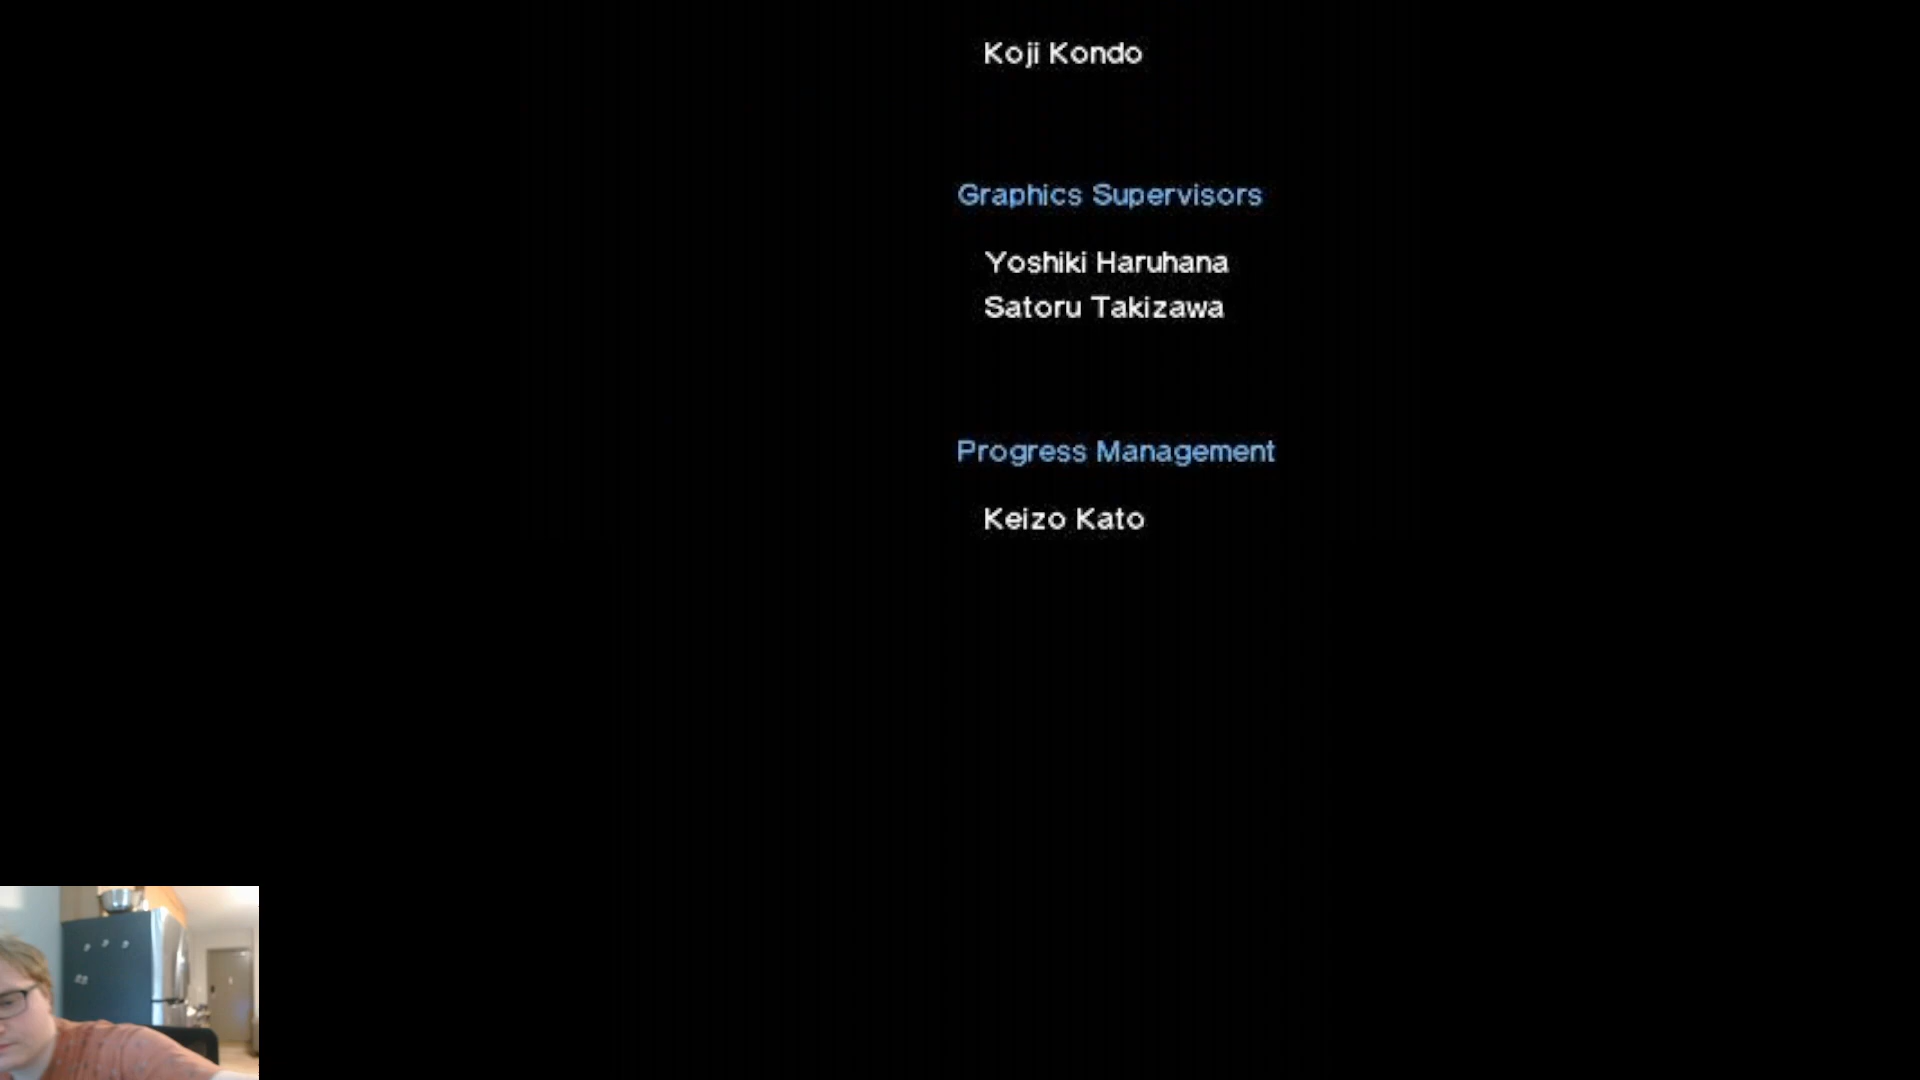 Koji Kondo
Graphics Supervisors
Yoshiki Haruhana
Satoru Takizawa
Progress Management
Keizo Kato